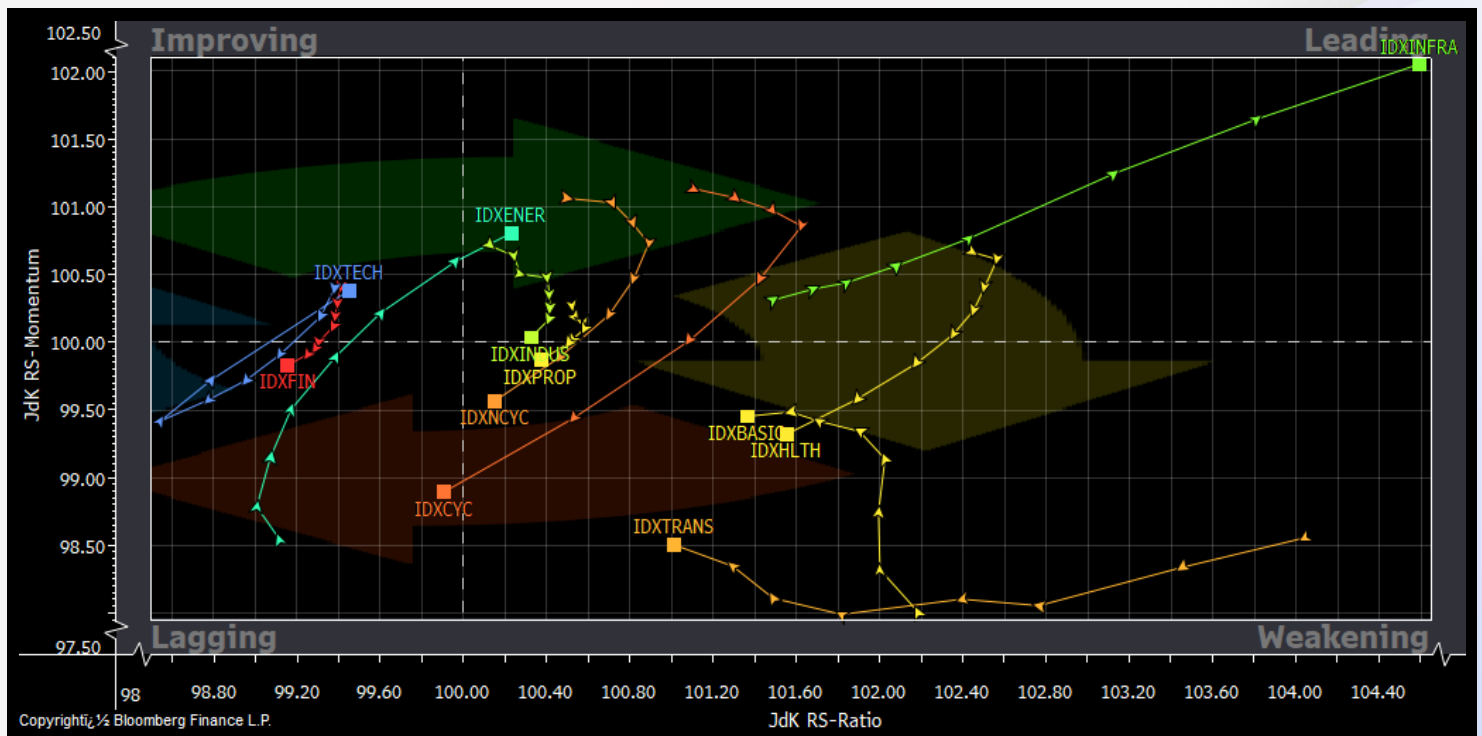 102.50
Improving
Leading
IDXINFRA
102.00
101.50
101.00
IDXENER
100.50
IDXTECH
100.00
IDXINDUS
IDXPROP
IDXFIN
99.50
IDXNCYC
IDXBASIC
IDXHLTH
99.00
IDXCYC
IDXTRANS
98.50
97.50
Lagging
Weakening
JdK RS-Momentum
98
98.80
99.20
99.60
100.00
100.40
100.80
101.20
101.60
102.00
102.40
102.80
103.20
103.60
104.00
104.40
Copyrightï¿½ Bloomberg Finance L.P.
JdK RS-Ratio